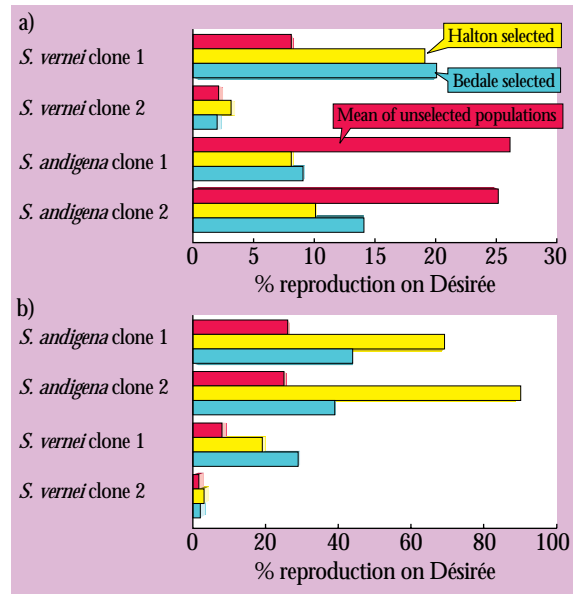 a)
S. vernei clone 1
Halton selected
Bedale selected
S. vernei clone 2
Mean of unselected populations
S. andigena clone 1
S. andigena clone 2
0 5 10 15 20 25 30
% reproduction on Désirée
b)
S. andigena clone 1
S. andigena clone 2
S. vernei clone 1
S. vernei clone 2
0 20 40 60 80 100
% reproduction on Désirée